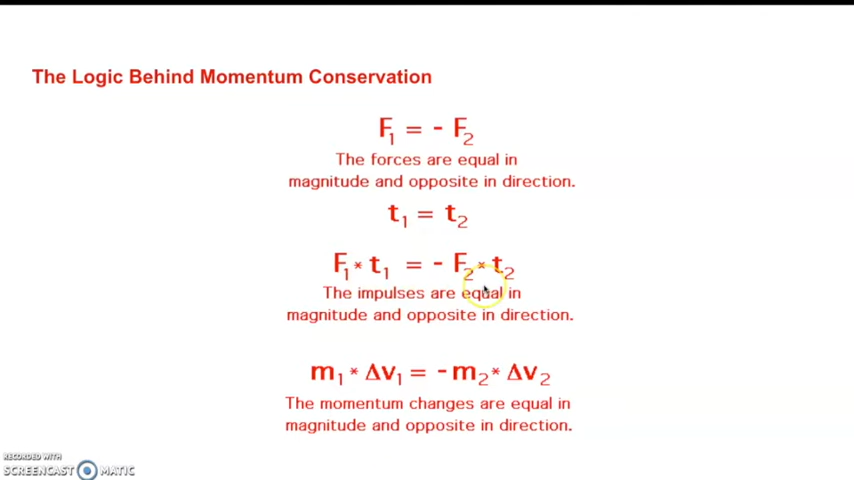 The Logic Behind Momentum Conservation
F₁ = - F₂
The forces are equal in
magnitude and opposite in direction.
t₁ = t₂
F₁ * t₁ = - F₂ * t₂
The impulses are equal in
magnitude and opposite in direction.
m₁ * Δv₁ = - m₂ * Δv₂
The momentum changes are equal in
magnitude and opposite in direction.
RECORDED WITH
SCREENCAST MATIC